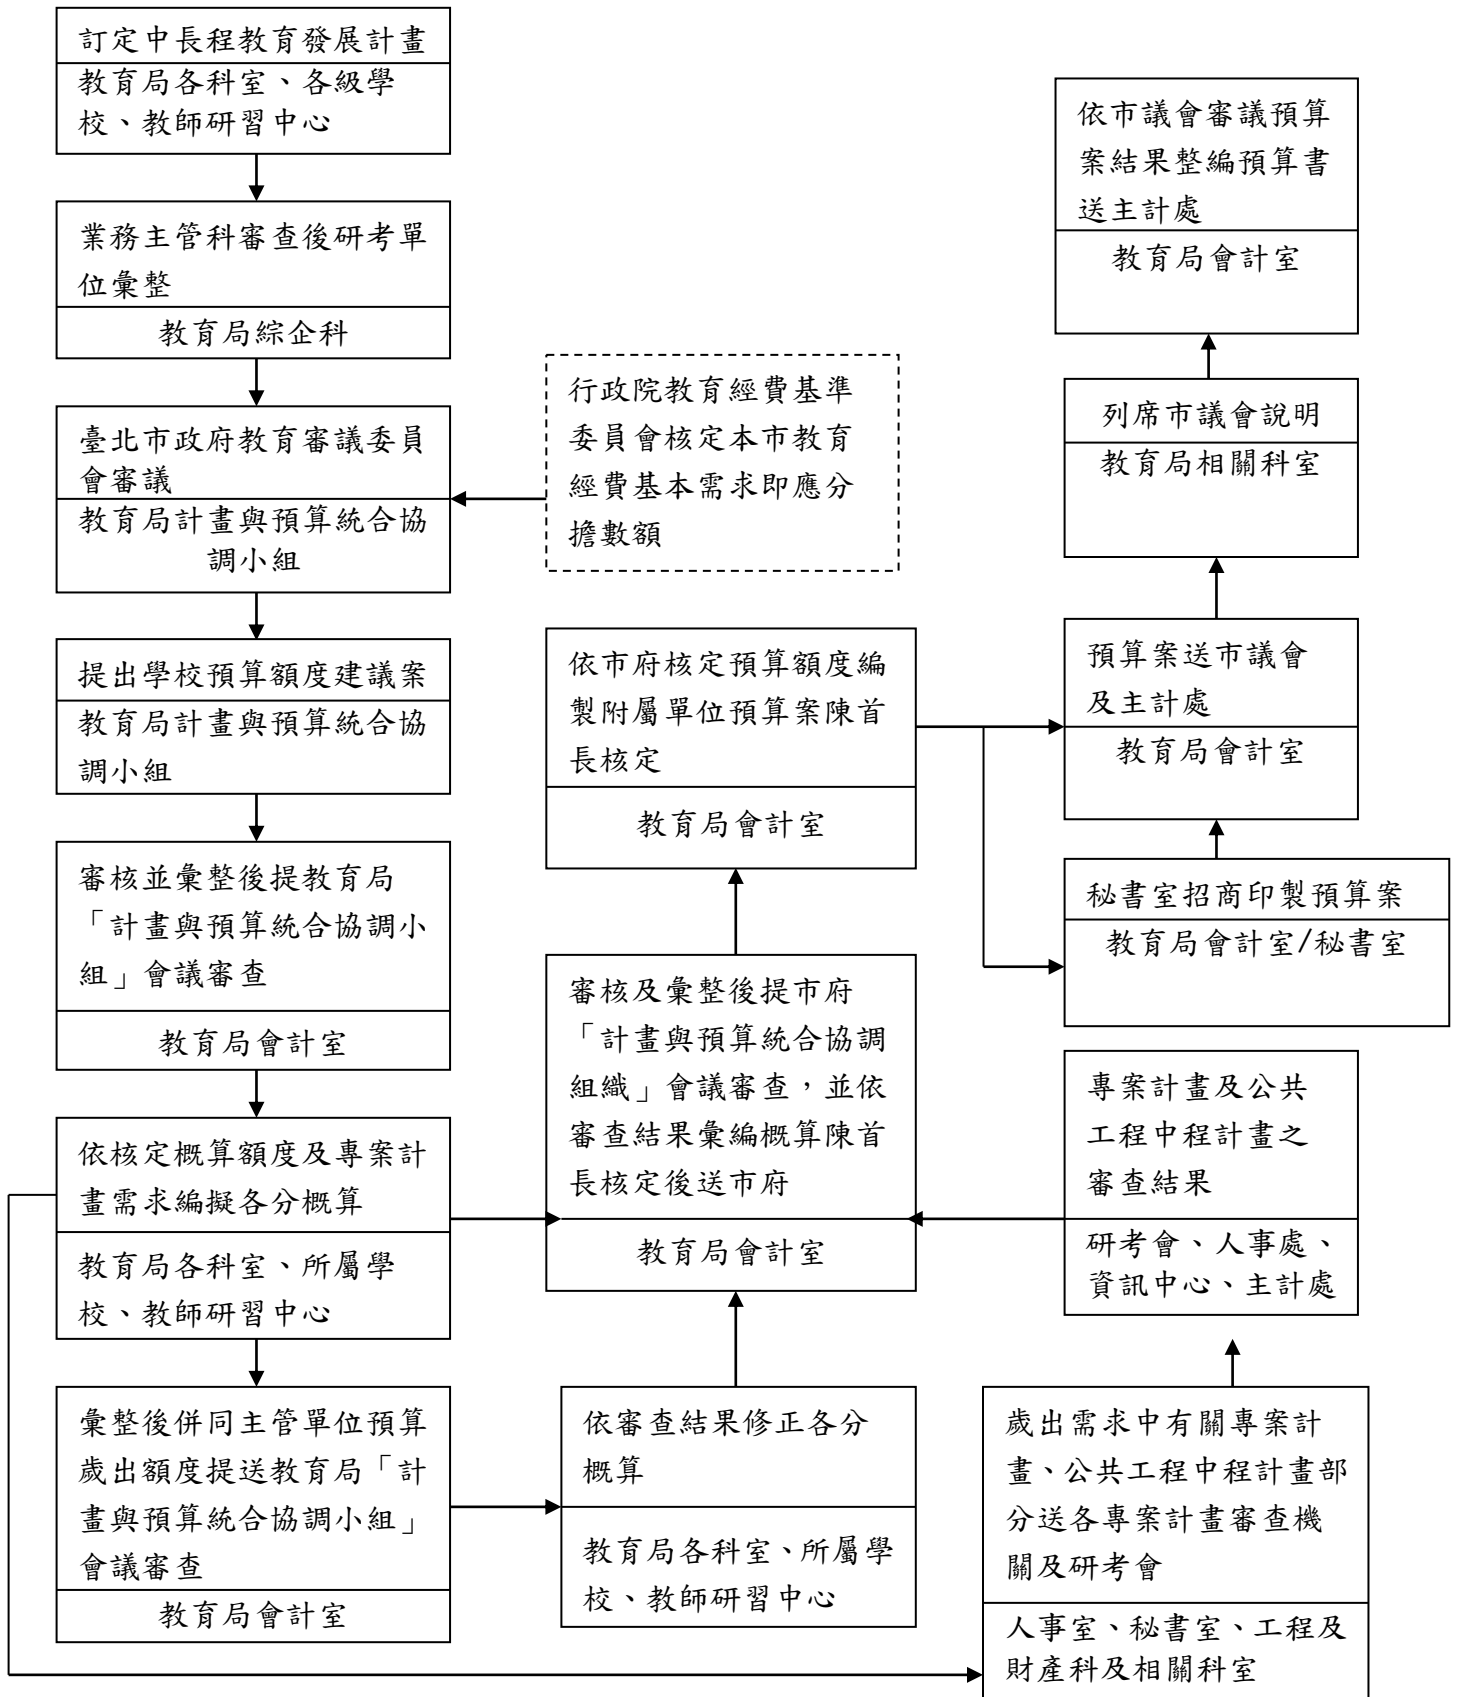 訂定中長程教育發展計畫
教育局各科室、各級學
校、教師研習中心
業務主管科審查後研考單
位彙整
教育局綜企科
臺北市政府教育審議委員
會審議
教育局計畫與預算統合協
調小組
行政院教育經費基準
委員會核定本市教育
經費基本需求即應分
擔數額
提出學校預算額度建議案
教育局計畫與預算統合協
調小組
審核並彙整後提教育局
「計畫與預算統合協調小
組」會議審查
教育局會計室
依核定概算額度及專案計
畫需求編擬各分概算
教育局各科室、所屬學
校、教師研習中心
彙整後併同主管單位預算
歲出額度提送教育局「計
畫與預算統合協調小組」
會議審查
教育局會計室
依審查結果修正各分
概算
教育局各科室、所屬學
校、教師研習中心
審核及彙整後提市府
「計畫與預算統合協調
組織」會議審查，並依
審查結果彙編概算陳首
長核定後送市府
教育局會計室
依市府核定預算額度編
製附屬單位預算案陳首
長核定
教育局會計室
依市議會審議預算
案結果整編預算書
送主計處
教育局會計室
列席市議會說明
教育局相關科室
預算案送市議會
及主計處
教育局會計室
秘書室招商印製預算案
教育局會計室/秘書室
專案計畫及公共
工程中程計畫之
審查結果
研考會、人事處、
資訊中心、主計處
歲出需求中有關專案計
畫、公共工程中程計畫部
分送各專案計畫審查機
關及研考會
人事室、秘書室、工程及
財產科及相關科室